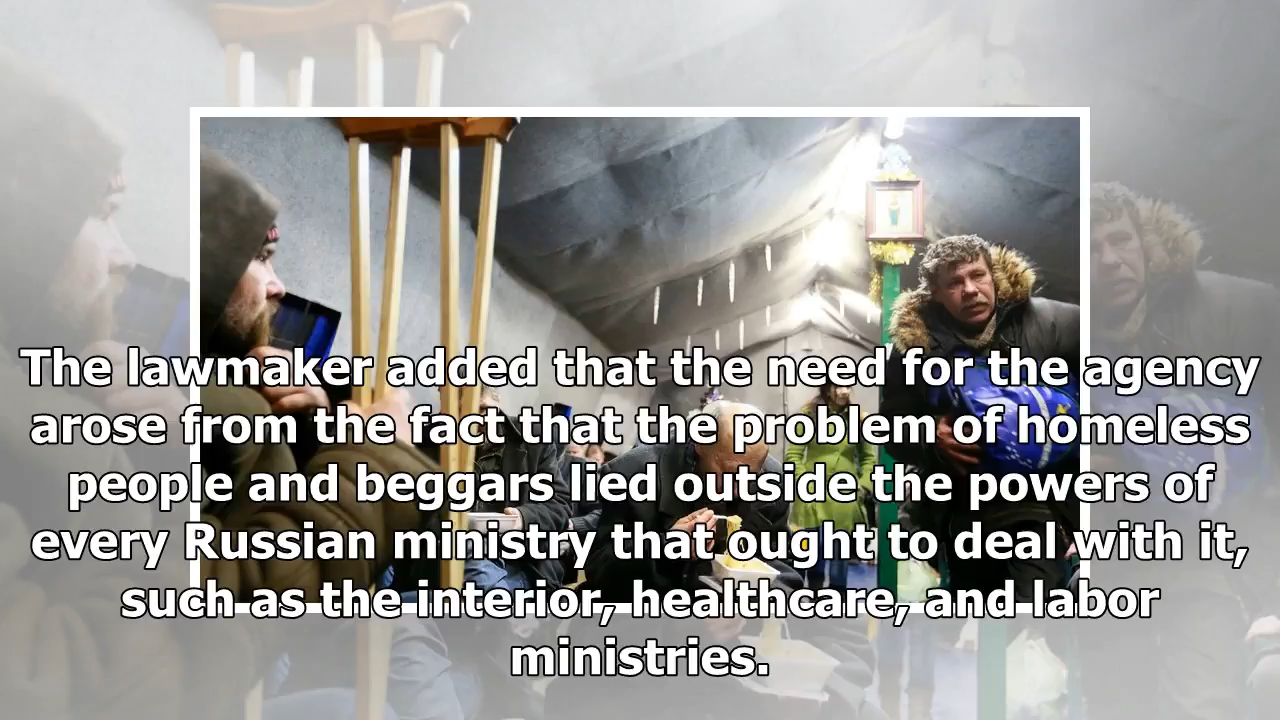 The lawmaker added that the need for the agency
arose from the fact that the problem of homeless
people and beggars lied outside the powers of
every Russian ministry that ought to deal with it,
such as the interior, healthcare, and labor
ministries.